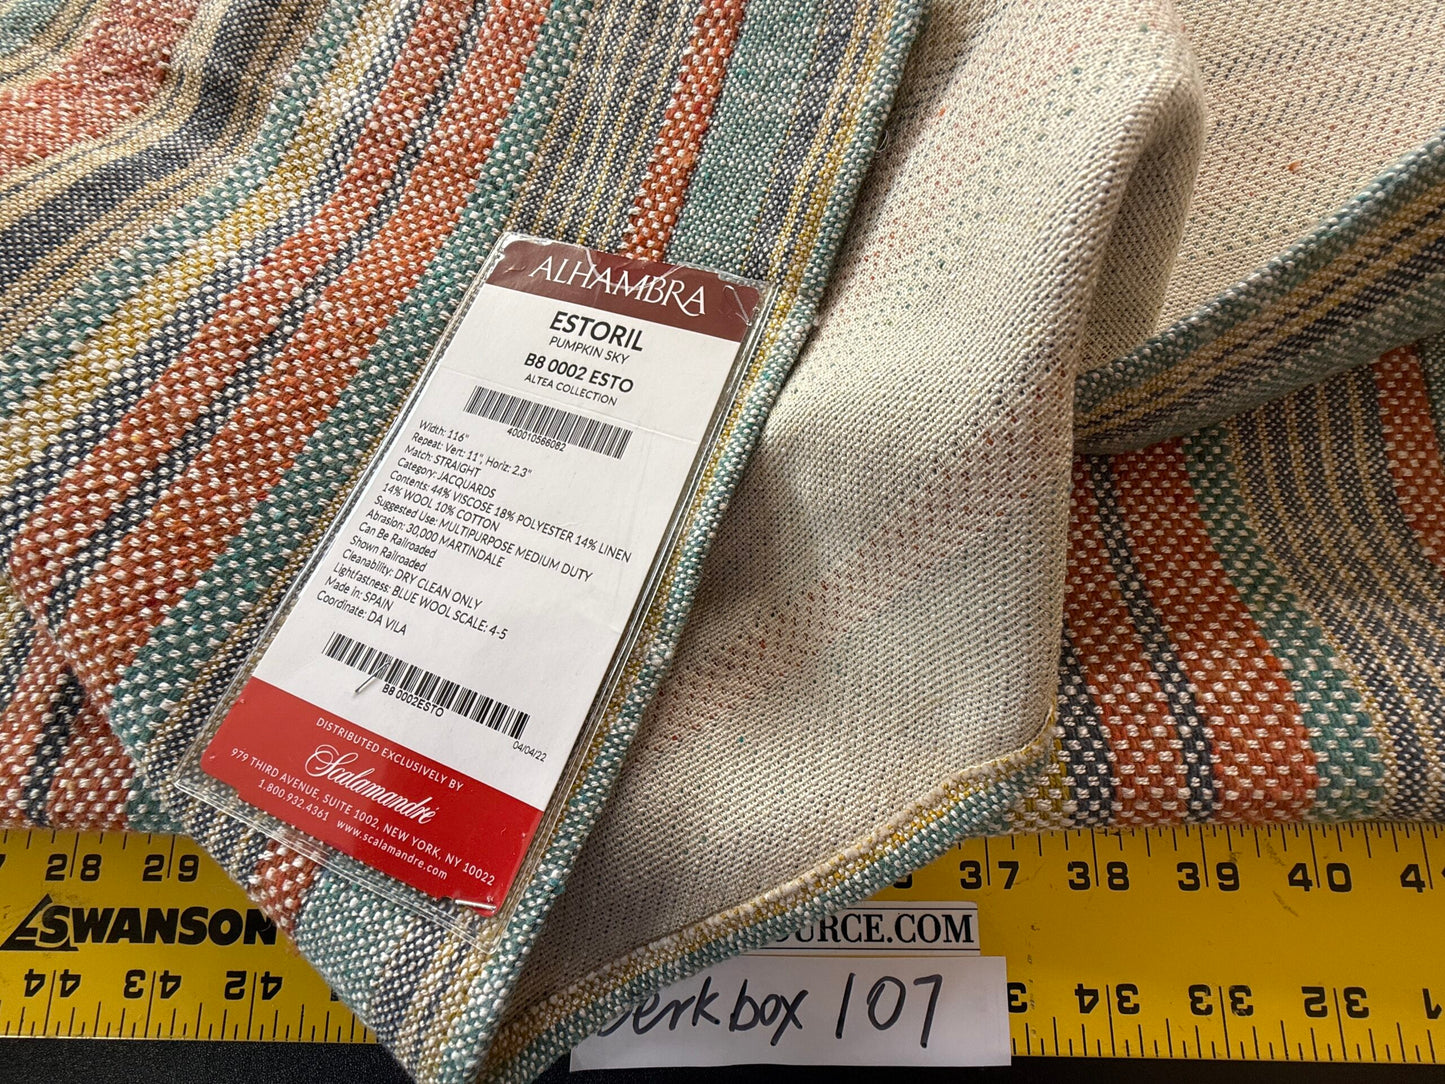 ALHAMBRA
ESTORIL
PUMPKIN SKY
B8 0002 ESTO
ALTEA COLLECTION
400010566082
Width: 116"
Repeat: Vert: 11", Horiz: 2.3"
Match: STRAIGHT
Category: JACQUARDS
Contents: 44% VISCOSE 18% POLYESTER 14% LINEN
14% WOOL 10% COTTON
Suggested Use: MULTIPURPOSE MEDIUM DUTY
Abrasion: 30,000 MARTINDALE
Can Be Railroaded
Shown Railroaded
Cleanability: DRY CLEAN ONLY
Lightfastness: BLUE WOOL SCALE: 4-5
Made in: SPAIN
Coordinate: DA VILA
B8 0002ESTO
04/04/22
DISTRIBUTED EXCLUSIVELY BY
Scalamandré
979 THIRD AVENUE, SUITE 1002, NEW YORK, NY 10022
1.800.932.4361 www.scalamandre.com
28 29 37 38 39 40
SWANSON
URCE.COM
44 43 42 34 33 32 31
box 107